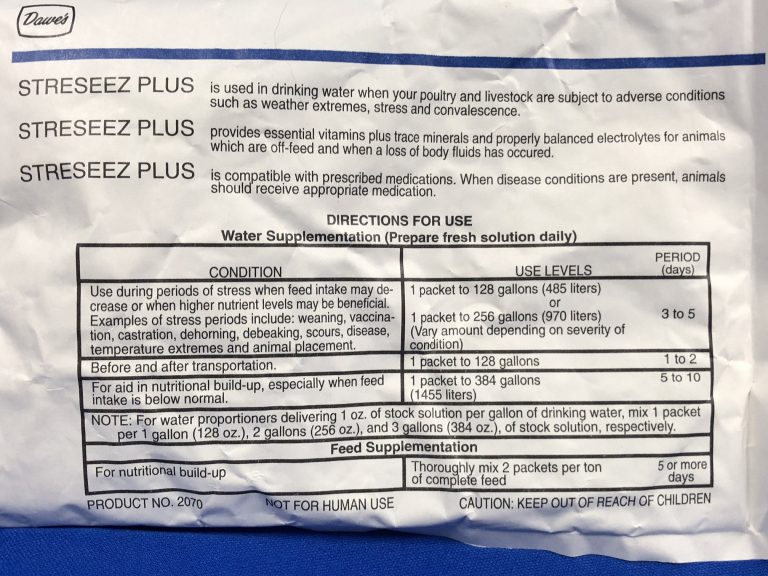 Dawe's
STRESEEZ PLUS is used in drinking water when your poultry and livestock are subject to adverse conditions
such as weather extremes, stress and convalescence.
STRESEEZ PLUS provides essential vitamins plus trace minerals and properly balanced electrolytes for animals
which are off-feed and when a loss of body fluids has occured.
STRESEEZ PLUS is compatible with prescribed medications. When disease conditions are present, animals
should receive appropriate medication.
DIRECTIONS FOR USE
Water Supplementation (Prepare fresh solution daily)
CONDITION USE LEVELS PERIOD
(days)
Use during periods of stress when feed intake may de-
crease or when higher nutrient levels may be beneficial.
Examples of stress periods include: weaning, vaccina-
tion, castration, dehorning, debeaking, scours, disease,
temperature extremes and animal placement.
1 packet to 128 gallons (485 liters)
or
1 packet to 256 gallons (970 liters)
(Vary amount depending on severity of
condition)
3 to 5
Before and after transportation. 1 packet to 128 gallons 1 to 2
For aid in nutritional build-up, especially when feed
intake is below normal.
1 packet to 384 gallons
(1455 liters)
5 to 10
NOTE: For water proportioners delivering 1 oz. of stock solution per gallon of drinking water, mix 1 packet
per 1 gallon (128 oz.), 2 gallons (256 oz.), and 3 gallons (384 oz.), of stock solution, respectively.
Feed Supplementation
For nutritional build-up
Thoroughly mix 2 packets per ton
of complete feed
5 or more
days
PRODUCT NO. 2070 NOT FOR HUMAN USE CAUTION: KEEP OUT OF REACH OF CHILDREN